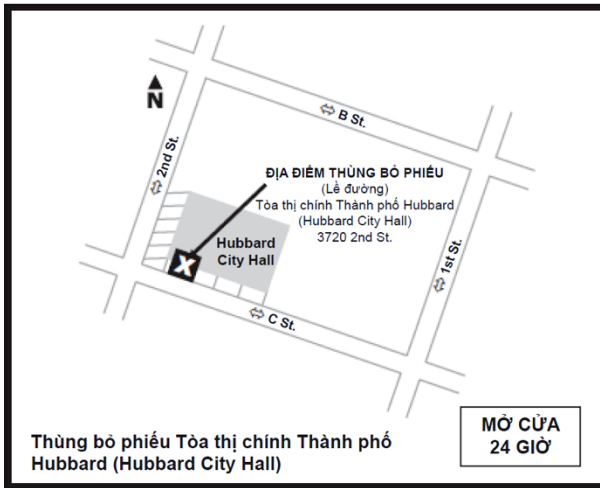 N
2nd St.
B St.
ĐỊA ĐIỂM THÙNG BỎ PHIẾU
(Lề đường)
Tòa thị chính Thành phố Hubbard
(Hubbard City Hall)
3720 2nd St.
Hubbard
City Hall
X
1st St.
C St.
Thùng bỏ phiếu Tòa thị chính Thành phố
Hubbard (Hubbard City Hall)
MỞ CỬA
24 GIỜ